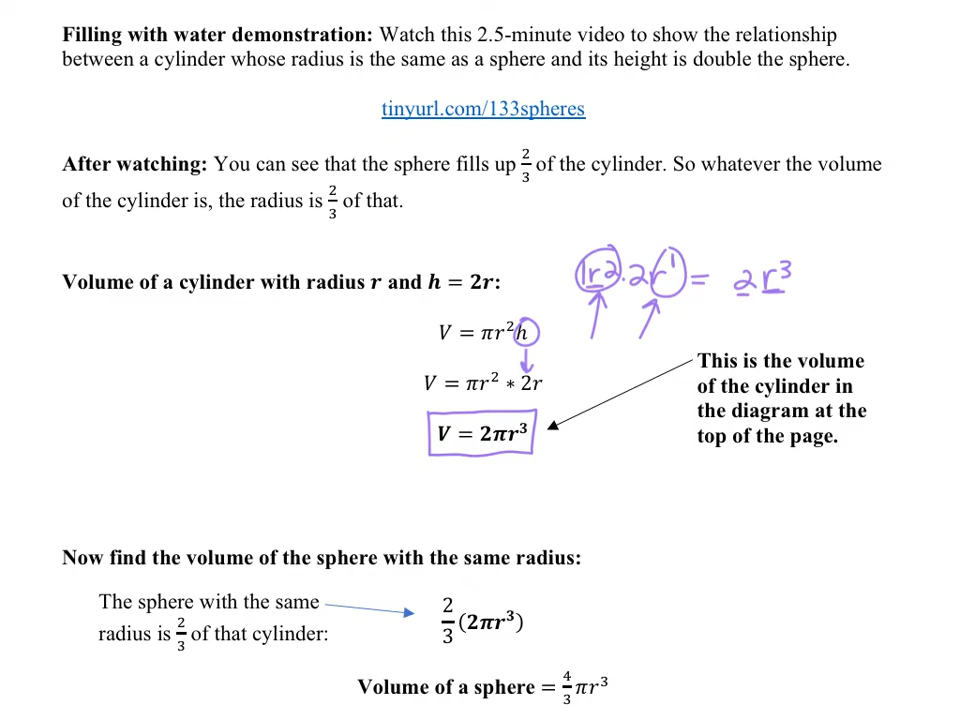 Filling with water demonstration: Watch this 2.5-minute video to show the relationship
between a cylinder whose radius is the same as a sphere and its height is double the sphere.
tinyurl.com/133spheres
After watching: You can see that the sphere fills up 2/3 of the cylinder. So whatever the volume
of the cylinder is, the radius is 2/3 of that.
1r2 · 2r^1 = 2r^3
Volume of a cylinder with radius r and h = 2r:
V = πr²h
V = πr² * 2r
V = 2πr³
This is the volume
of the cylinder in
the diagram at the
top of the page.
Now find the volume of the sphere with the same radius:
The sphere with the same
radius is 2/3 of that cylinder:
2/3 (2πr³)
Volume of a sphere = 4/3 πr³